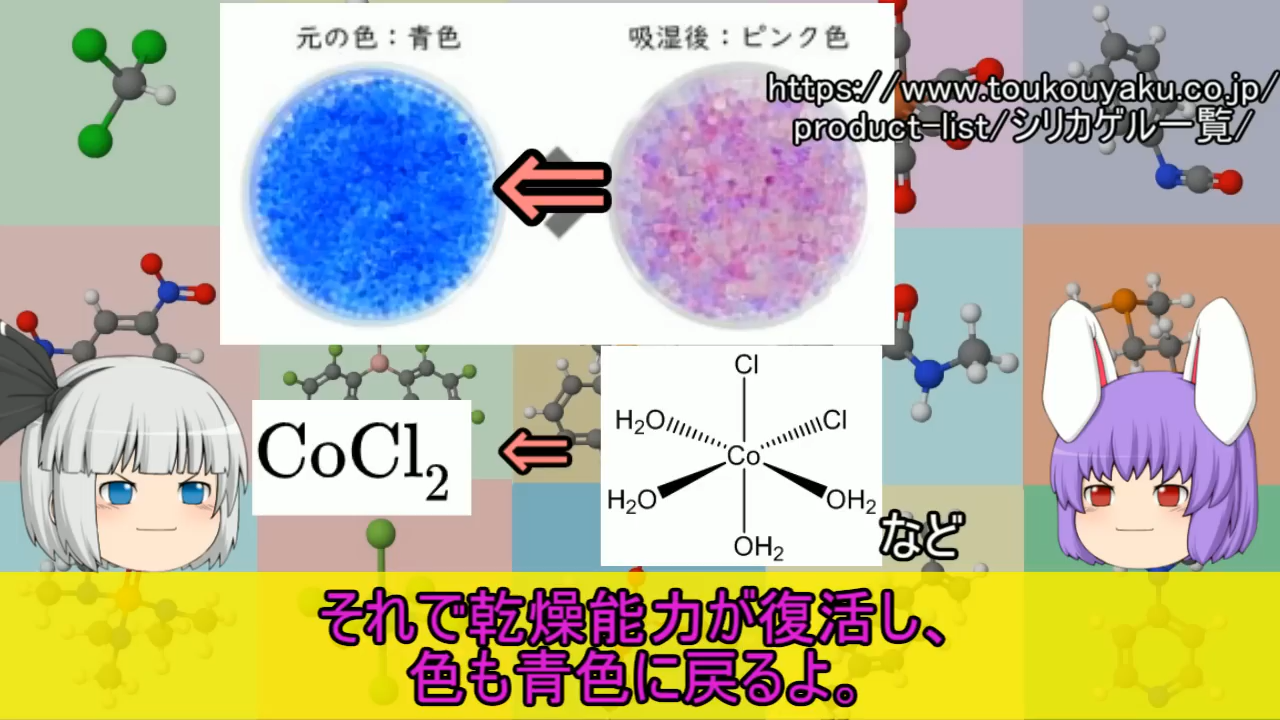 元の色：青色
吸湿後：ピンク色
https://www.toukouyaku.co.jp/
product-list/シリカゲル一覧/
CoCl₂
Cl
H₂O
Cl
Co
H₂O
OH₂
OH₂
など
それで乾燥能力が復活し、
色も青色に戻るよ。